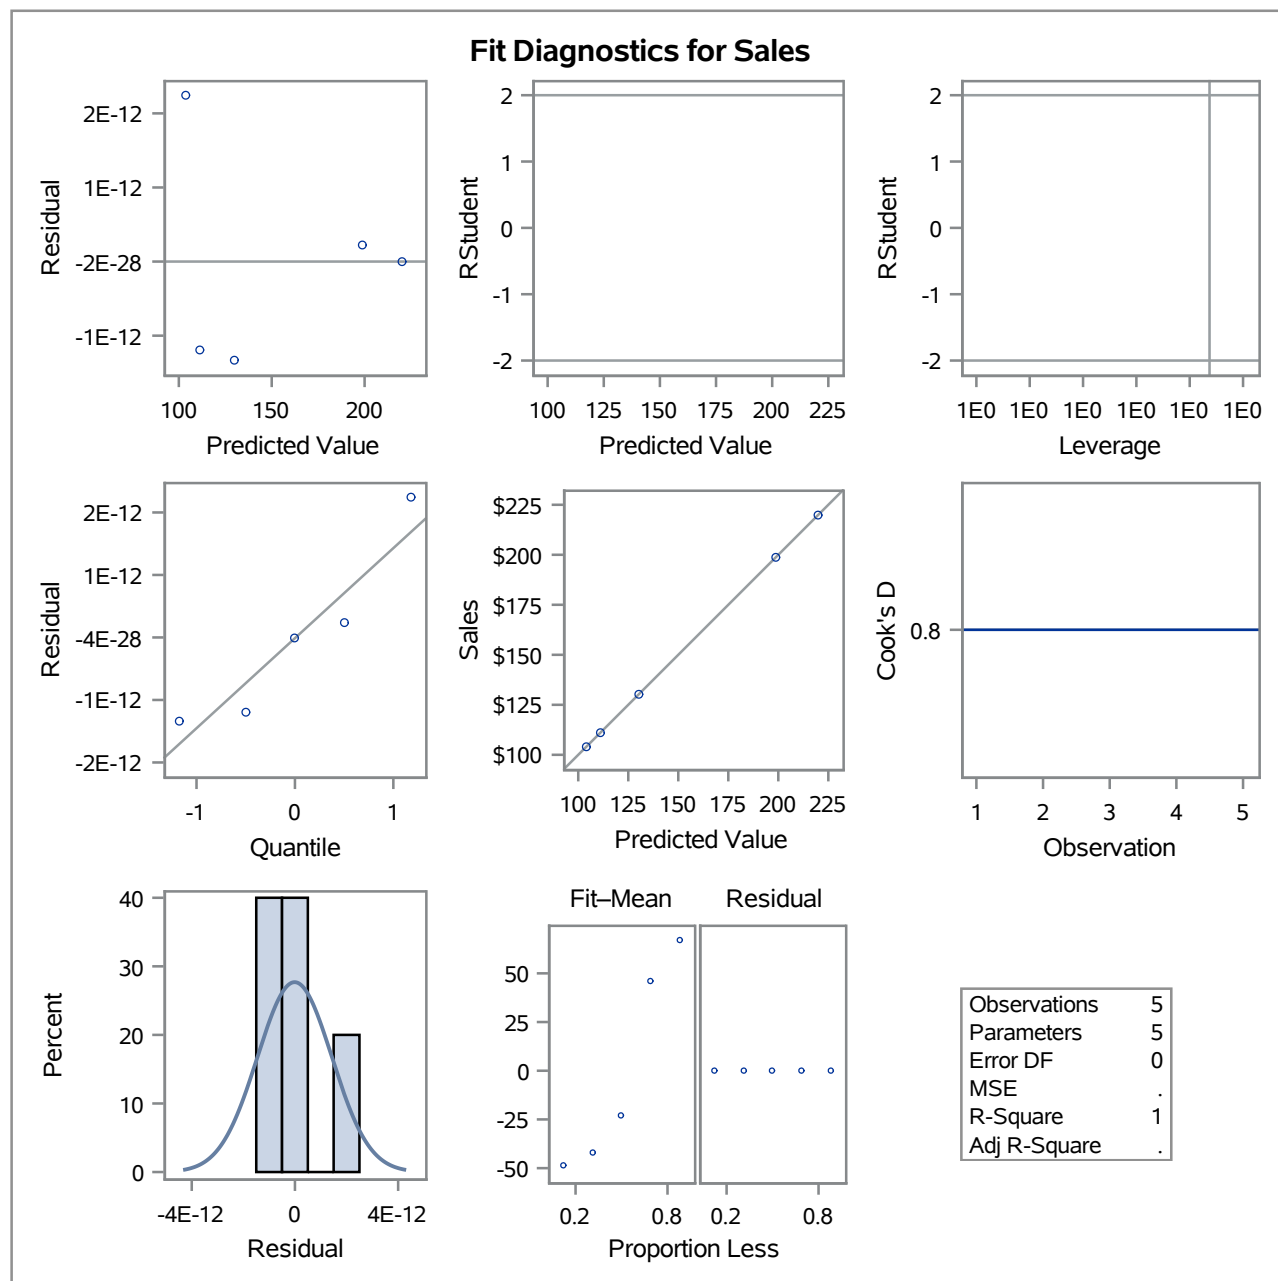 Fit Diagnostics for Sales
2E-12
1E-12
-2E-28
-1E-12
Residual
100 150 200
Predicted Value
2
1
0
-1
-2
RStudent
100 125 150 175 200 225
Predicted Value
2
1
0
-1
-2
RStudent
1E0 1E0 1E0 1E0 1E0 1E0
Leverage
2E-12
1E-12
-4E-28
-1E-12
-2E-12
Residual
-1 0 1
Quantile
$225
$200
$175
$150
$125
$100
Sales
100 125 150 175 200 225
Predicted Value
0.8
Cook's D
1 2 3 4 5
Observation
40
30
20
10
0
Percent
-4E-12 0 4E-12
Residual
Fit–Mean Residual
50
25
0
-25
-50
0.2 0.8 0.2 0.8
Proportion Less
Observations 5
Parameters 5
Error DF 0
MSE .
R-Square 1
Adj R-Square .